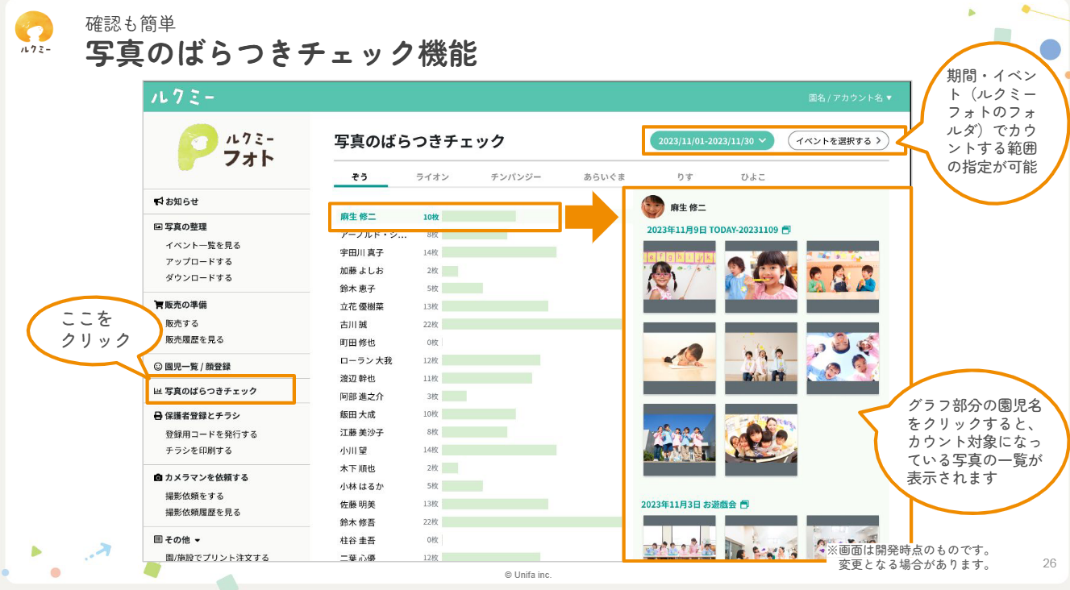 ルクミー
確認も簡単
写真のばらつきチェック機能
ルクミー
園名 / アカウント名 ▼
ルクミー
フォト
お知らせ
写真の整理
イベント一覧を見る
アップロードする
ダウンロードする
販売の準備
販売する
販売履歴を見る
園児一覧 / 顔登録
写真のばらつきチェック
保護者登録とチラシ
登録用コードを発行する
チラシを印刷する
カメラマンを依頼する
撮影依頼をする
撮影依頼履歴を見る
その他 ▾
園/施設でプリント注文する
ここを
クリック
写真のばらつきチェック
2023/11/01-2023/11/30
イベントを選択する
ぞう ライオン チンパンジー あらいぐま りす ひよこ
麻生 修二 10枚
アーノルド・シ... 8枚
宇田川 真子 14枚
加藤 よしお 2枚
鈴木 恵子 5枚
立花 優樹菜 13枚
古川 誠 22枚
町田 修也 0枚
ローラン 大我 12枚
渡辺 幹也 11枚
阿部 進之介 3枚
飯田 大成 10枚
江藤 美沙子 8枚
小川 望 14枚
木下 順也 2枚
小林 はるか 5枚
佐藤 明美 13枚
鈴木 修吾 22枚
柱谷 圭吾 0枚
二葉 心優 12枚
麻生 修二
2023年11月9日 TODAY-20231109
2023年11月3日 お遊戯会
期間・イベン
ト（ルクミー
フォトのフォ
ルダ）でカウ
ントする範囲
の指定が可能
グラフ部分の園児名
をクリックすると、
カウント対象になっ
ている写真の一覧が
表示されます
※画面は開発時点のものです。
変更となる場合があります。
© Unifa inc.
26